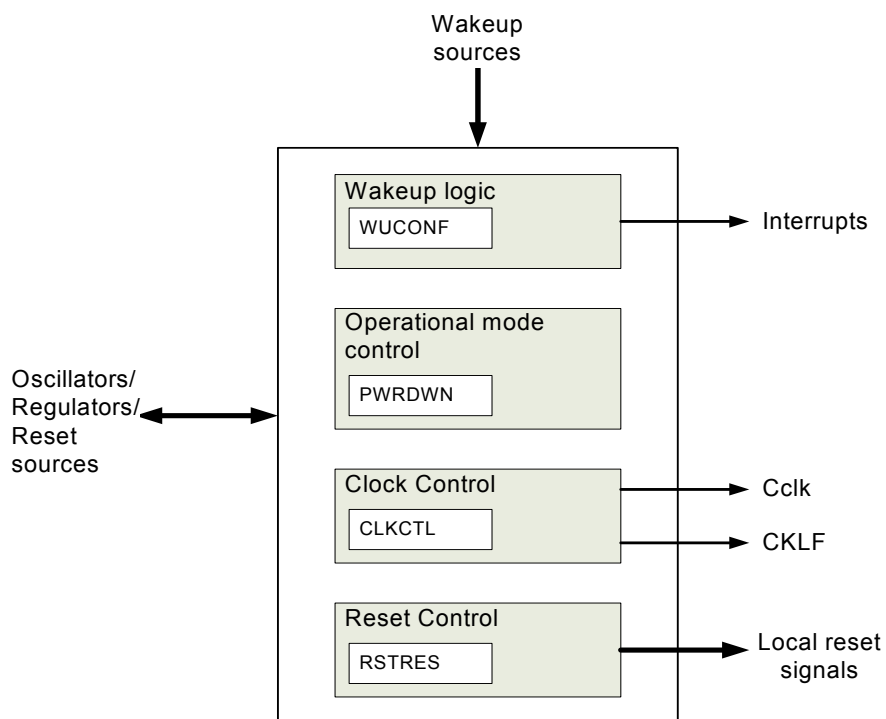 Wakeup
sources
Wakeup logic
WUCONF
Interrupts
Operational mode
control
PWRDWN
Oscillators/
Regulators/
Reset
sources
Clock Control
CLKCTL
Cclk
CKLF
Reset Control
RSTRES
Local reset
signals